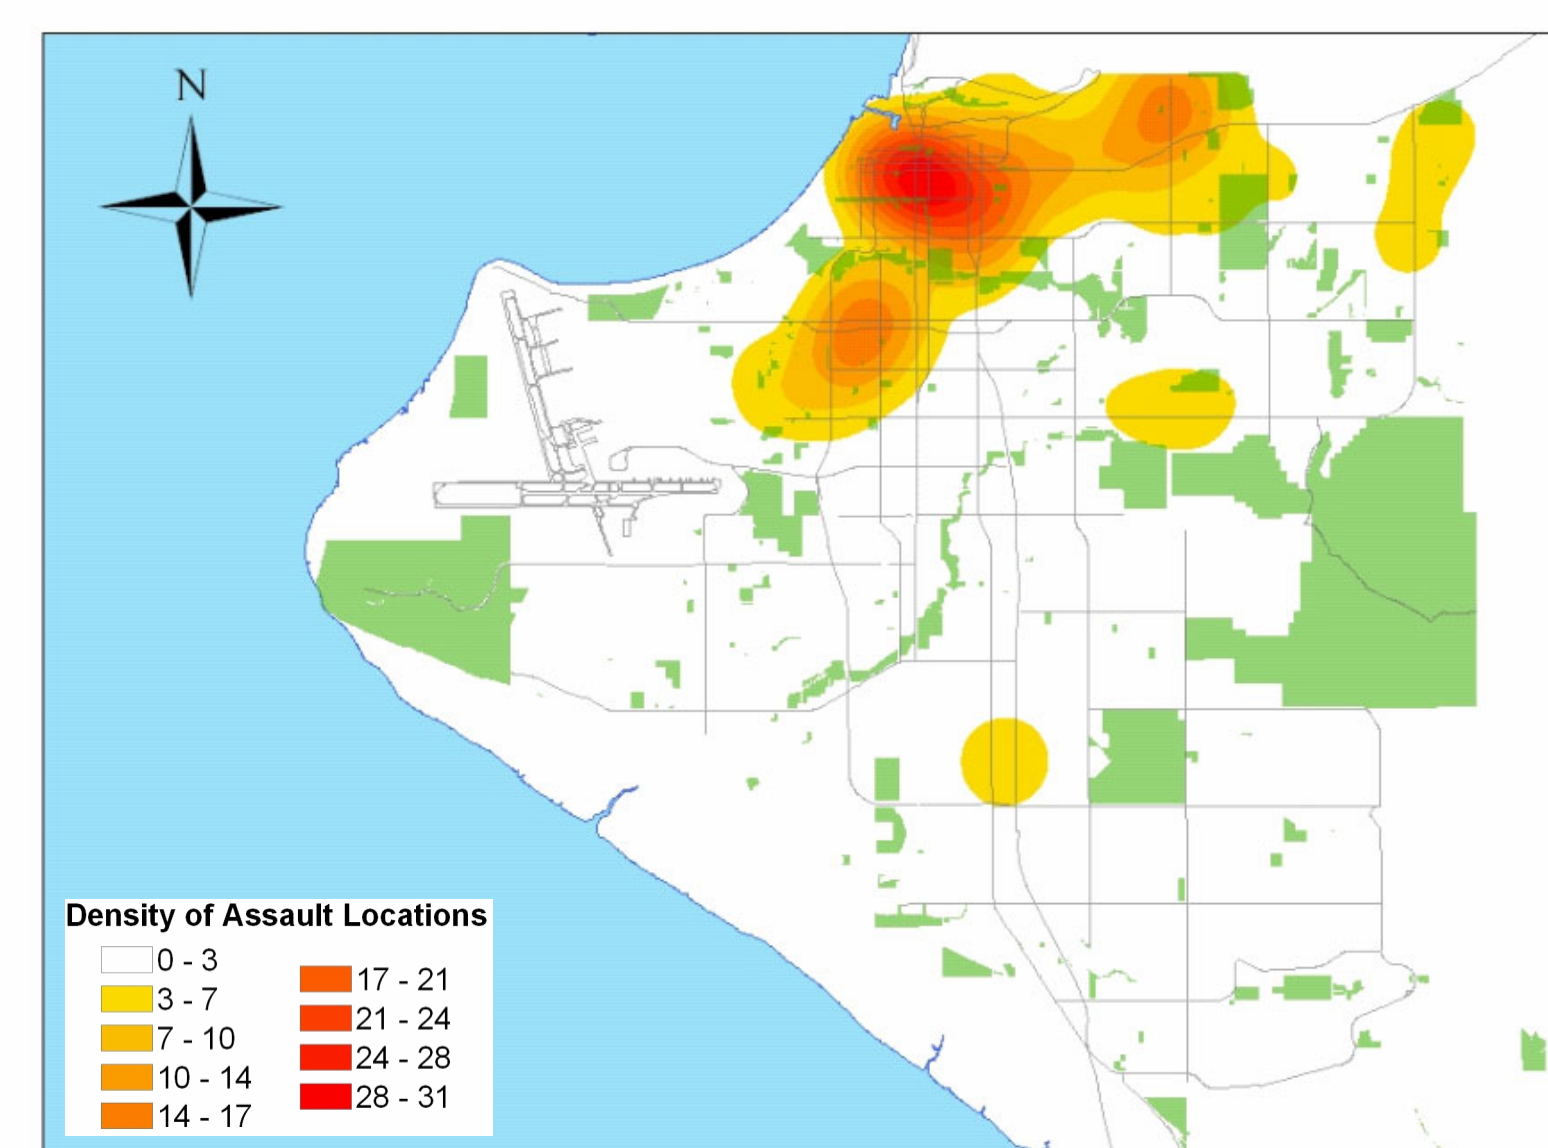 N
Density of Assault Locations
0 - 3
3 - 7
7 - 10
10 - 14
14 - 17
17 - 21
21 - 24
24 - 28
28 - 31